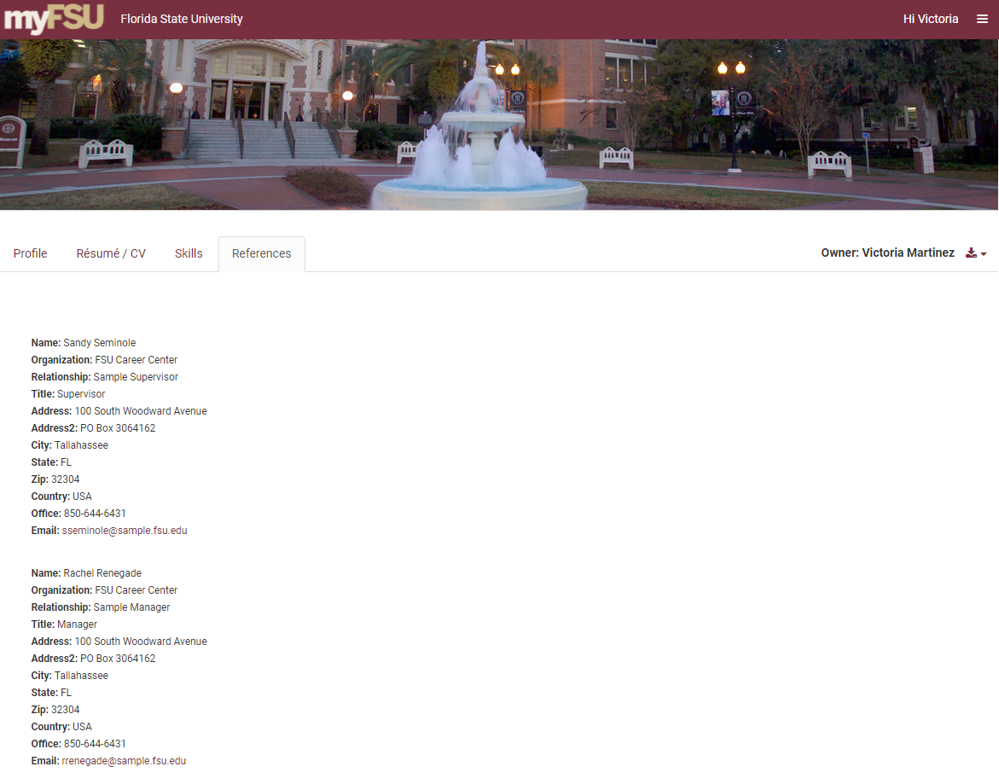 myFSU Florida State University Hi Victoria
Profile Résumé / CV Skills References Owner: Victoria Martinez
Name: Sandy Seminole
Organization: FSU Career Center
Relationship: Sample Supervisor
Title: Supervisor
Address: 100 South Woodward Avenue
Address2: PO Box 3064162
City: Tallahassee
State: FL
Zip: 32304
Country: USA
Office: 850-644-6431
Email: sseminole@sample.fsu.edu
Name: Rachel Renegade
Organization: FSU Career Center
Relationship: Sample Manager
Title: Manager
Address: 100 South Woodward Avenue
Address2: PO Box 3064162
City: Tallahassee
State: FL
Zip: 32304
Country: USA
Office: 850-644-6431
Email: rrenegade@sample.fsu.edu